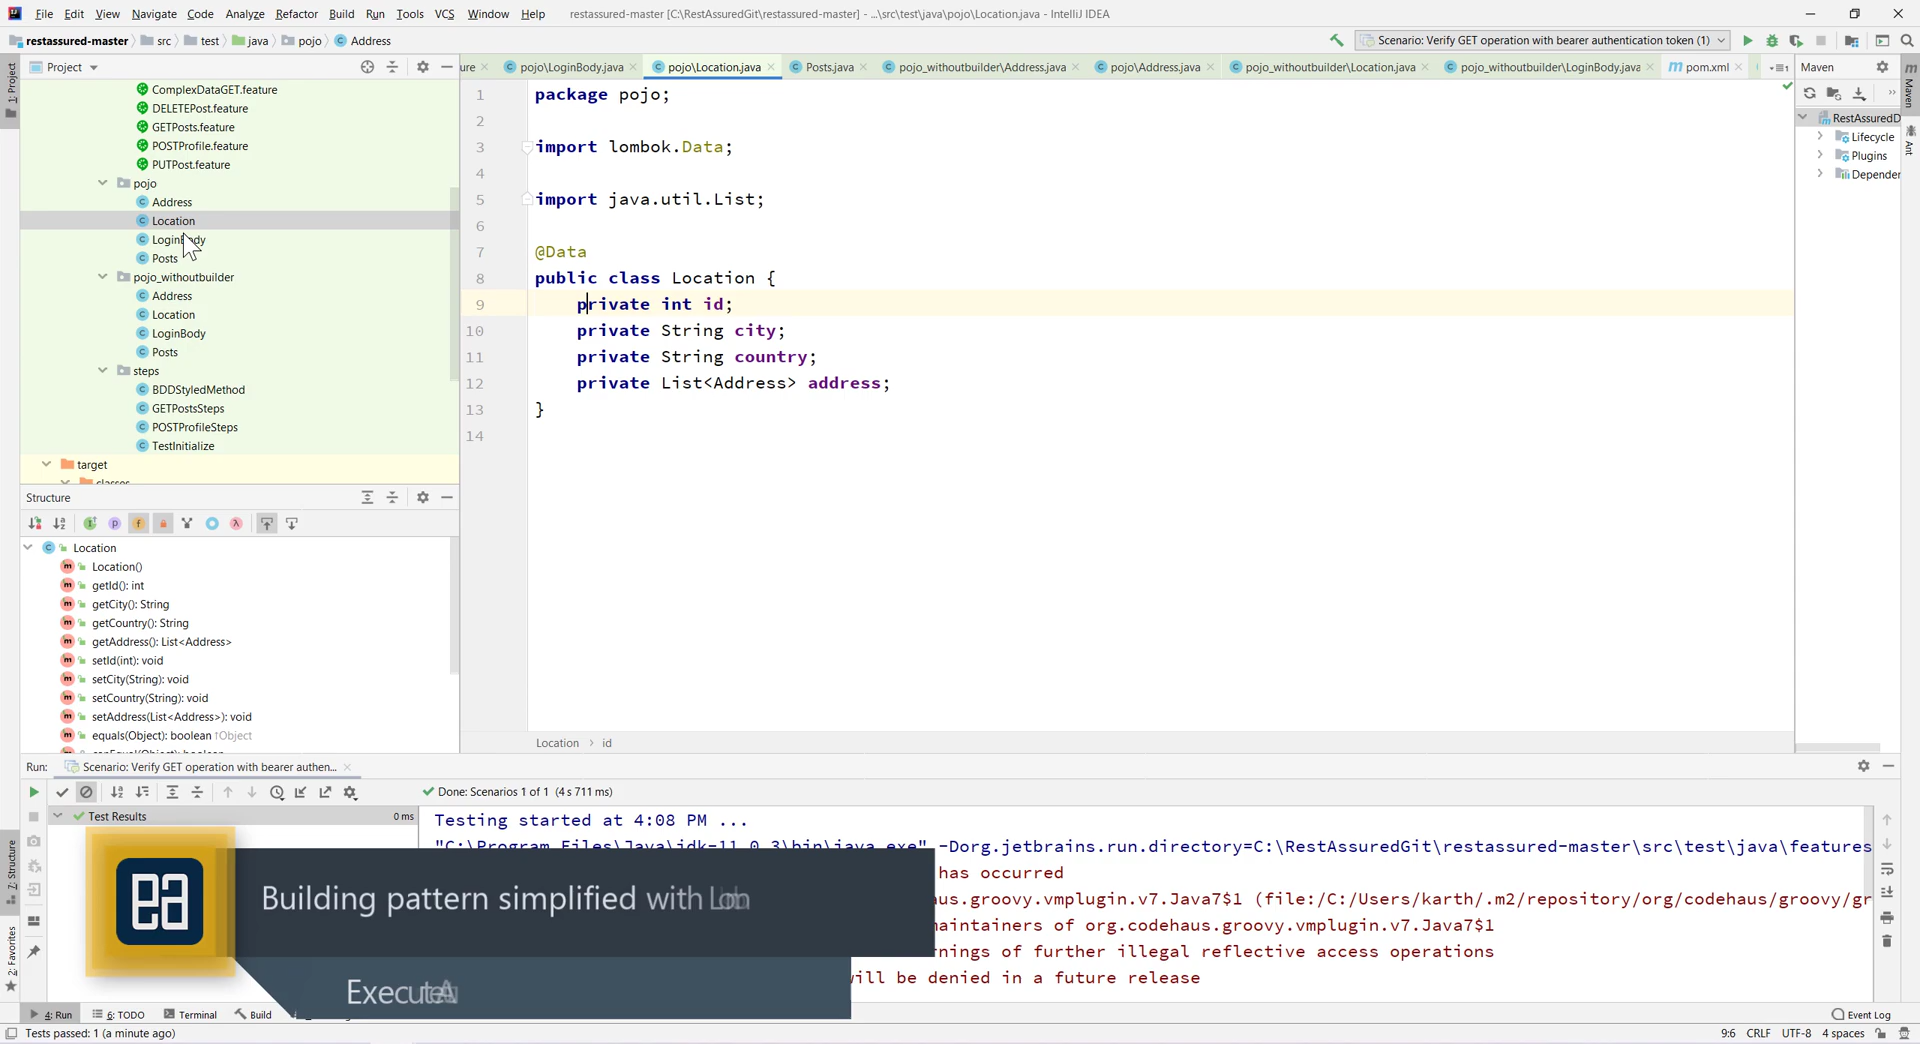 File Edit View Navigate Code Analyze Refactor Build Run Tools VCS Window Help restassured-master [C:\RestAssuredGit\restassured-master] - ...\src\test\java\pojo\Location.java - IntelliJ IDEA
restassured-master src test java pojo Address Scenario: Verify GET operation with bearer authentication token (1)
Project
ure pojo\LoginBody.java pojo\Location.java Posts.java pojo_withoutbuilder\Address.java pojo\Address.java pojo_withoutbuilder\Location.java pojo_withoutbuilder\LoginBody.java pom.xml
Maven
1: Project
ComplexDataGET.feature
DELETEPost.feature
GETPosts.feature
POSTProfile.feature
PUTPost.feature
pojo
Address
Location
LoginBody
Posts
pojo_withoutbuilder
Address
Location
LoginBody
Posts
steps
BDDStyledMethod
GETPostsSteps
POSTProfileSteps
TestInitialize
target
classes
1 package pojo;
2
3 import lombok.Data;
4
5 import java.util.List;
6
7 @Data
8 public class Location {
9 private int id;
10 private String city;
11 private String country;
12 private List<Address> address;
13 }
14
Location > id
RestAssuredD
Lifecycle
Plugins
Depender
Maven
Ant
Structure
Location
Location()
getId(): int
getCity(): String
getCountry(): String
getAddress(): List<Address>
setId(int): void
setCity(String): void
setCountry(String): void
setAddress(List<Address>): void
equals(Object): boolean ↑Object
canEqual(Object): boolean
Run: Scenario: Verify GET operation with bearer authen...
Done: Scenarios 1 of 1 (4 s 711 ms)
Test Results 0 ms
Testing started at 4:08 PM ...
"C:\Program Files\Java\jdk-11.0.3\bin\java.exe" -Dorg.jetbrains.run.directory=C:\RestAssuredGit\restassured-master\src\test\java\features
has occurred
us.groovy.vmplugin.v7.Java7$1 (file:/C:/Users/karth/.m2/repository/org/codehaus/groovy/gr
aintainers of org.codehaus.groovy.vmplugin.v7.Java7$1
nings of further illegal reflective access operations
will be denied in a future release
ea
Building pattern simplified with
7: Structure
2: Favorites
4: Run 6: TODO Terminal Build Event Log
Tests passed: 1 (a minute ago) 9:6 CRLF UTF-8 4 spaces